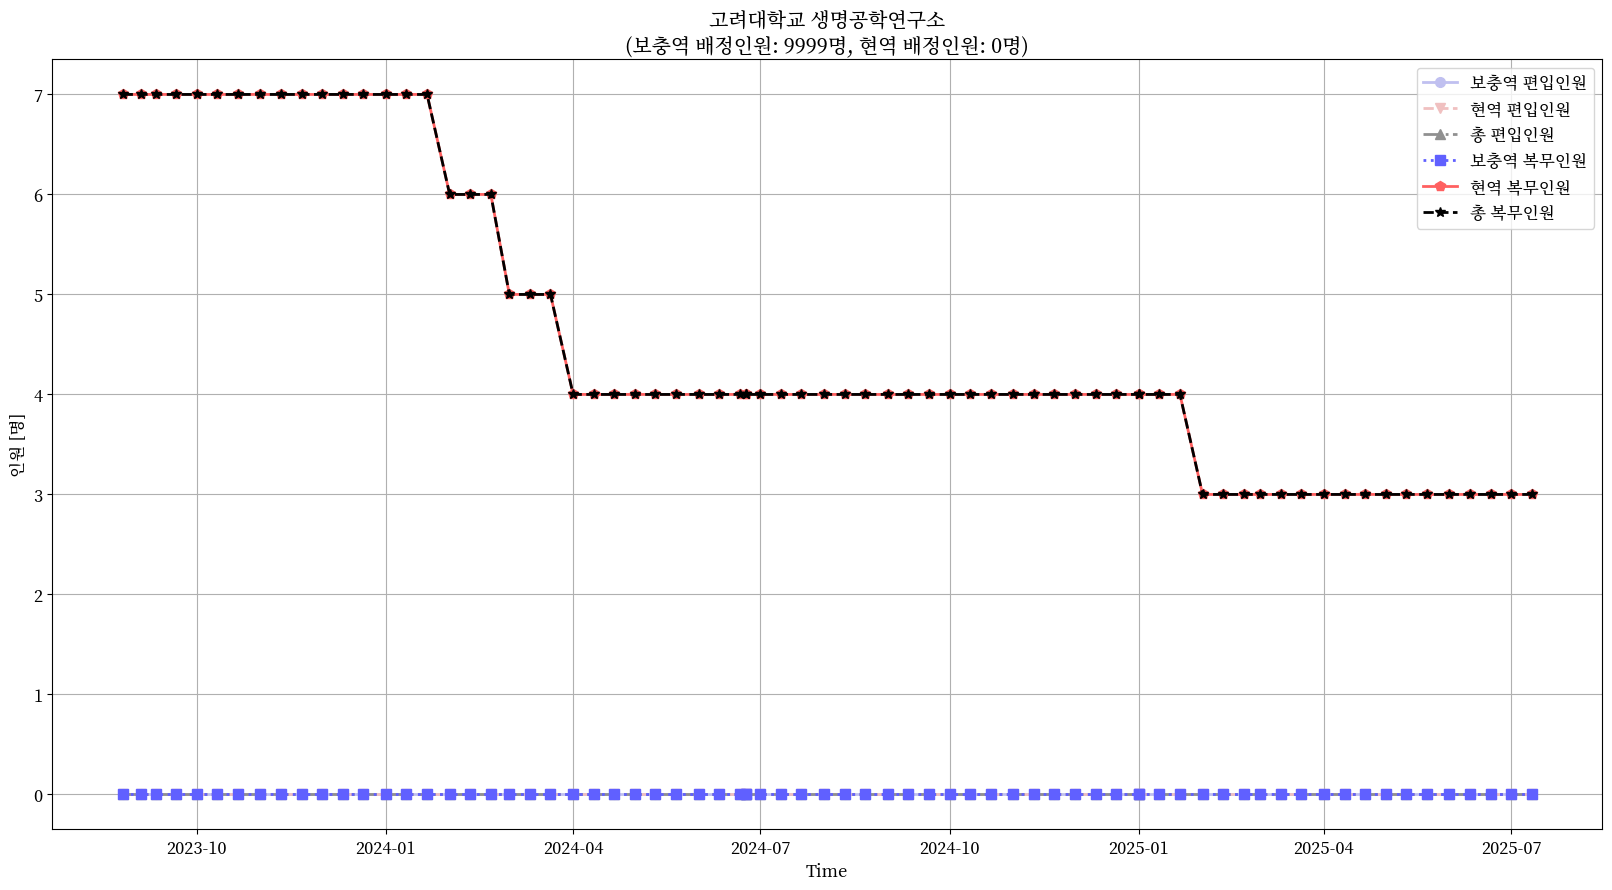 고려대학교 생명공학연구소
(보충역 배정인원: 9999명, 현역 배정인원: 0명)
보충역 편입인원
현역 편입인원
총 편입인원
보충역 복무인원
현역 복무인원
총 복무인원
인원 [명]
7
6
5
4
3
2
1
0
2023-10
2024-01
2024-04
2024-07
2024-10
2025-01
2025-04
2025-07
Time